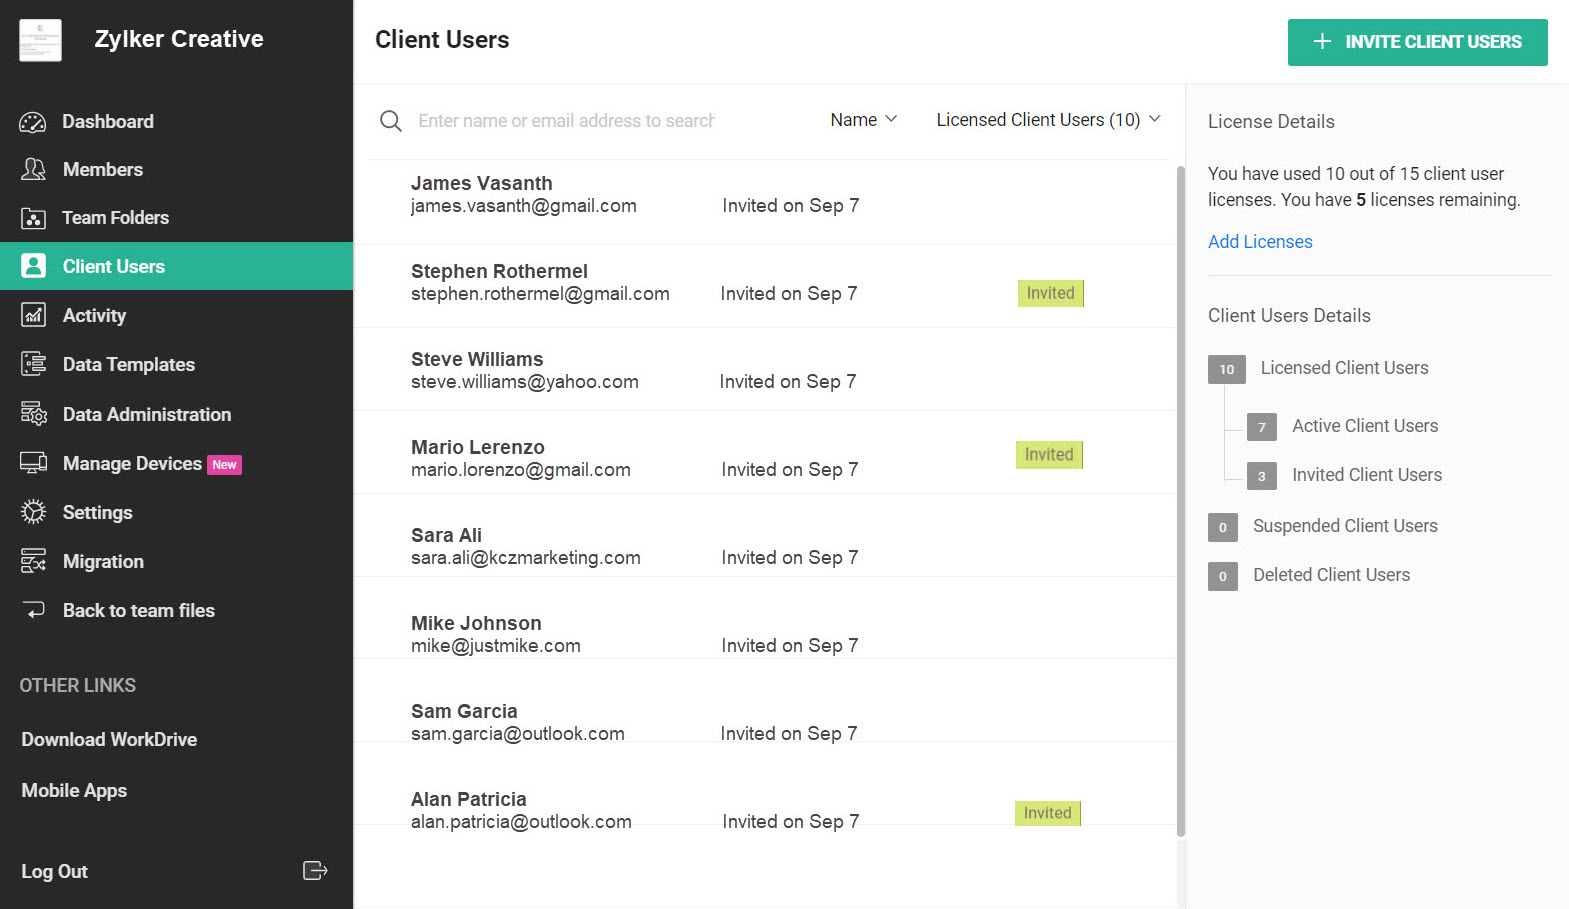 Zylker Creative
Dashboard
Members
Team Folders
Client Users
Activity
Data Templates
Data Administration
Manage Devices New
Settings
Migration
Back to team files
OTHER LINKS
Download WorkDrive
Mobile Apps
Log Out
Client Users
+ INVITE CLIENT USERS
Enter name or email address to search
Name
Licensed Client Users (10)
James Vasanth
james.vasanth@gmail.com Invited on Sep 7
Stephen Rothermel
stephen.rothermel@gmail.com Invited on Sep 7 Invited
Steve Williams
steve.williams@yahoo.com Invited on Sep 7
Mario Lerenzo
mario.lorenzo@gmail.com Invited on Sep 7 Invited
Sara Ali
sara.ali@kczmarketing.com Invited on Sep 7
Mike Johnson
mike@justmike.com Invited on Sep 7
Sam Garcia
sam.garcia@outlook.com Invited on Sep 7
Alan Patricia
alan.patricia@outlook.com Invited on Sep 7 Invited
License Details
You have used 10 out of 15 client user
licenses. You have 5 licenses remaining.
Add Licenses
Client Users Details
10 Licensed Client Users
7 Active Client Users
3 Invited Client Users
0 Suspended Client Users
0 Deleted Client Users